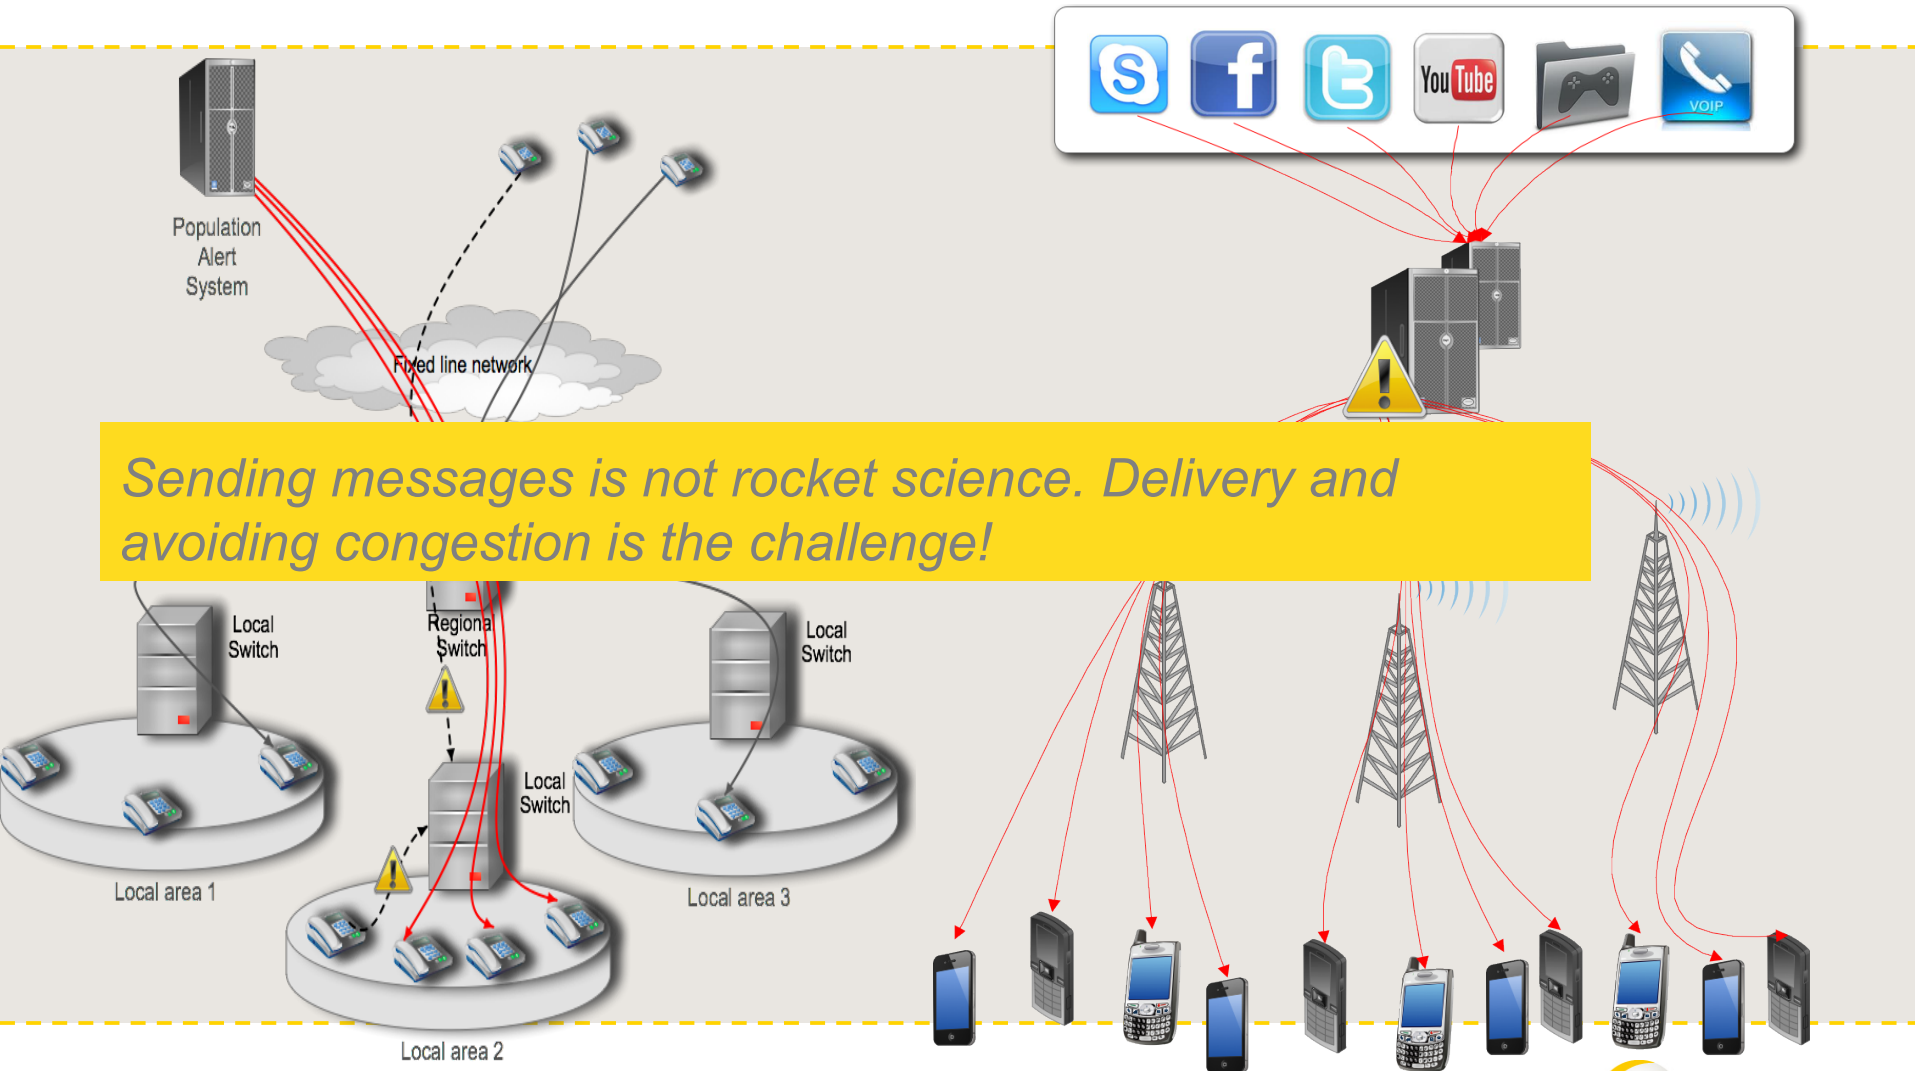 You Tube
VOIP
Population
Alert
System
Fixed line network
Sending messages is not rocket science. Delivery and
avoiding congestion is the challenge!
Local
Switch
Regional
Switch
Local
Switch
Local
Switch
Local area 1
Local area 3
Local area 2